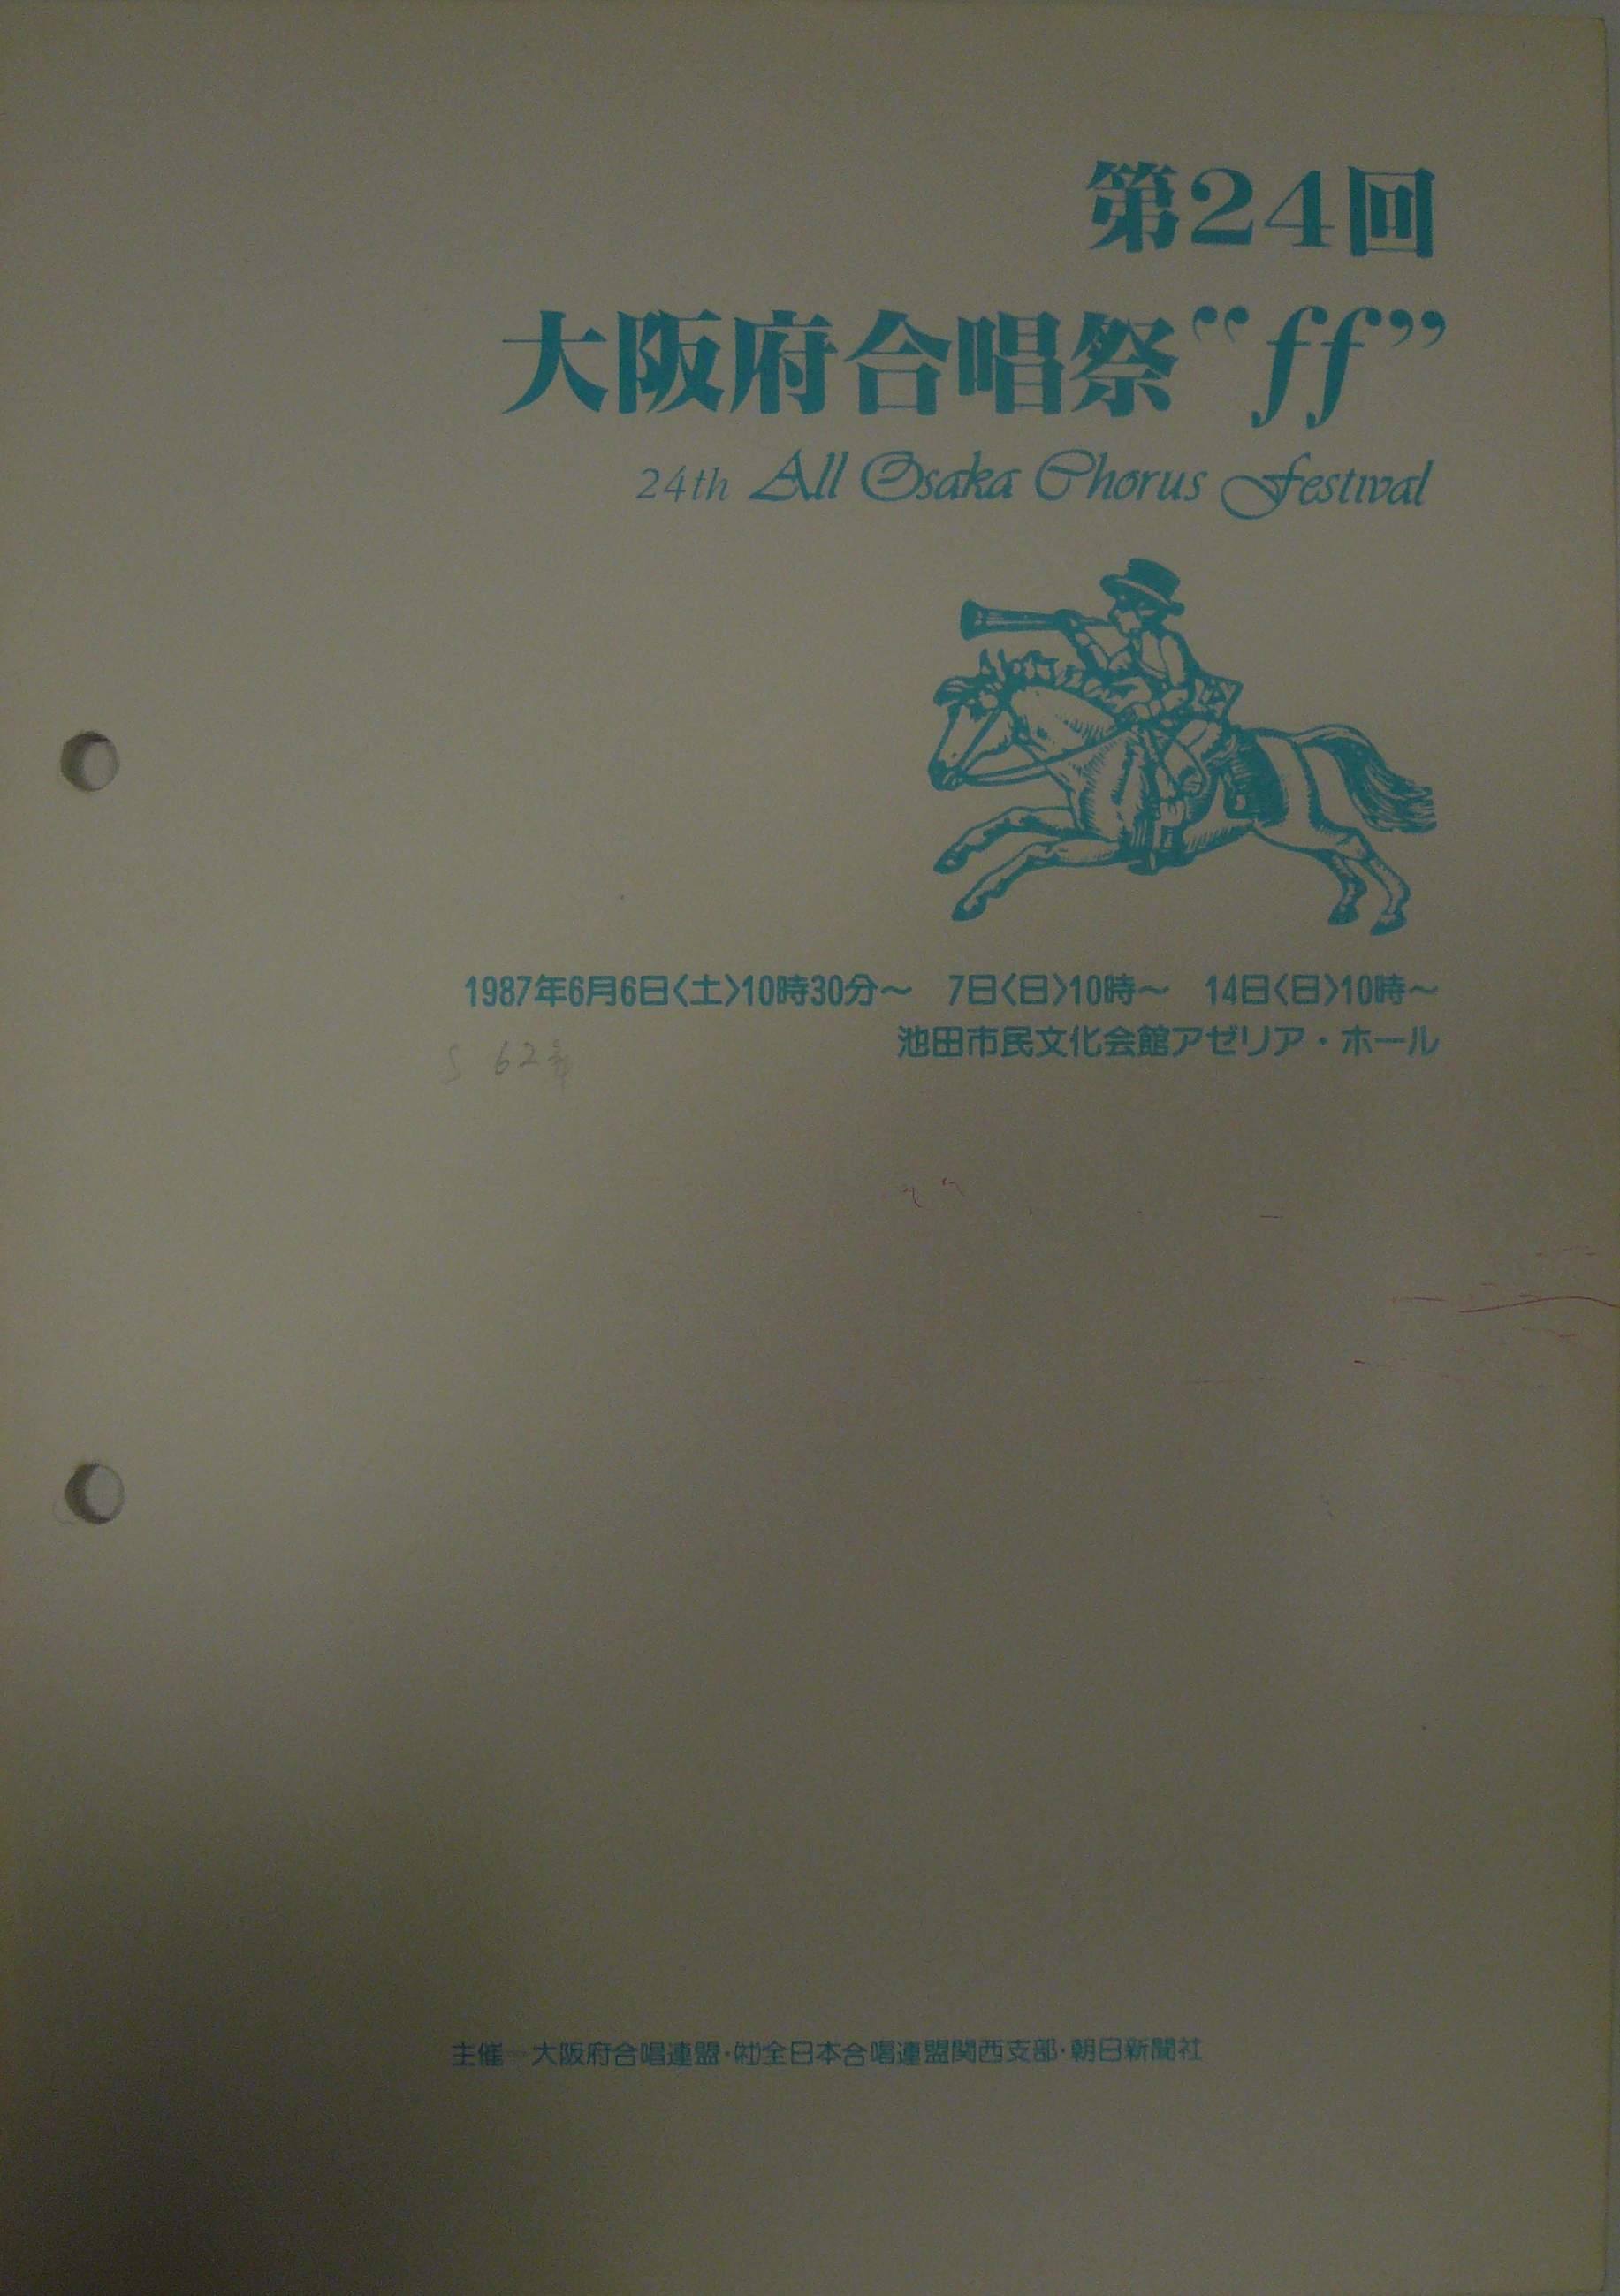 第24回
大阪府合唱祭“ff”
24th All Osaka Chorus Festival
1987年6月6日〈土〉10時30分～ 7日〈日〉10時～ 14日〈日〉10時～
池田市民文化会館アゼリア・ホール
S 62年
主催－大阪府合唱連盟・㈳全日本合唱連盟関西支部・朝日新聞社